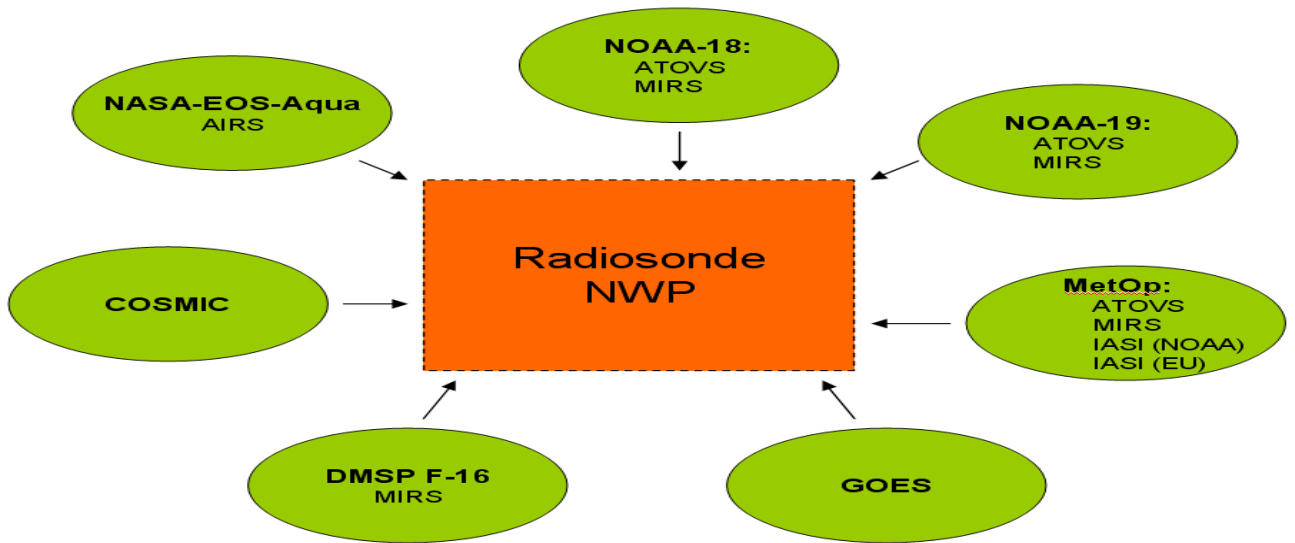 NOAA-18:
ATOVS
MIRS
NASA-EOS-Aqua
AIRS
NOAA-19:
ATOVS
MIRS
Radiosonde
NWP
COSMIC
MetOp:
ATOVS
MIRS
IASI (NOAA)
IASI (EU)
DMSP F-16
MIRS
GOES